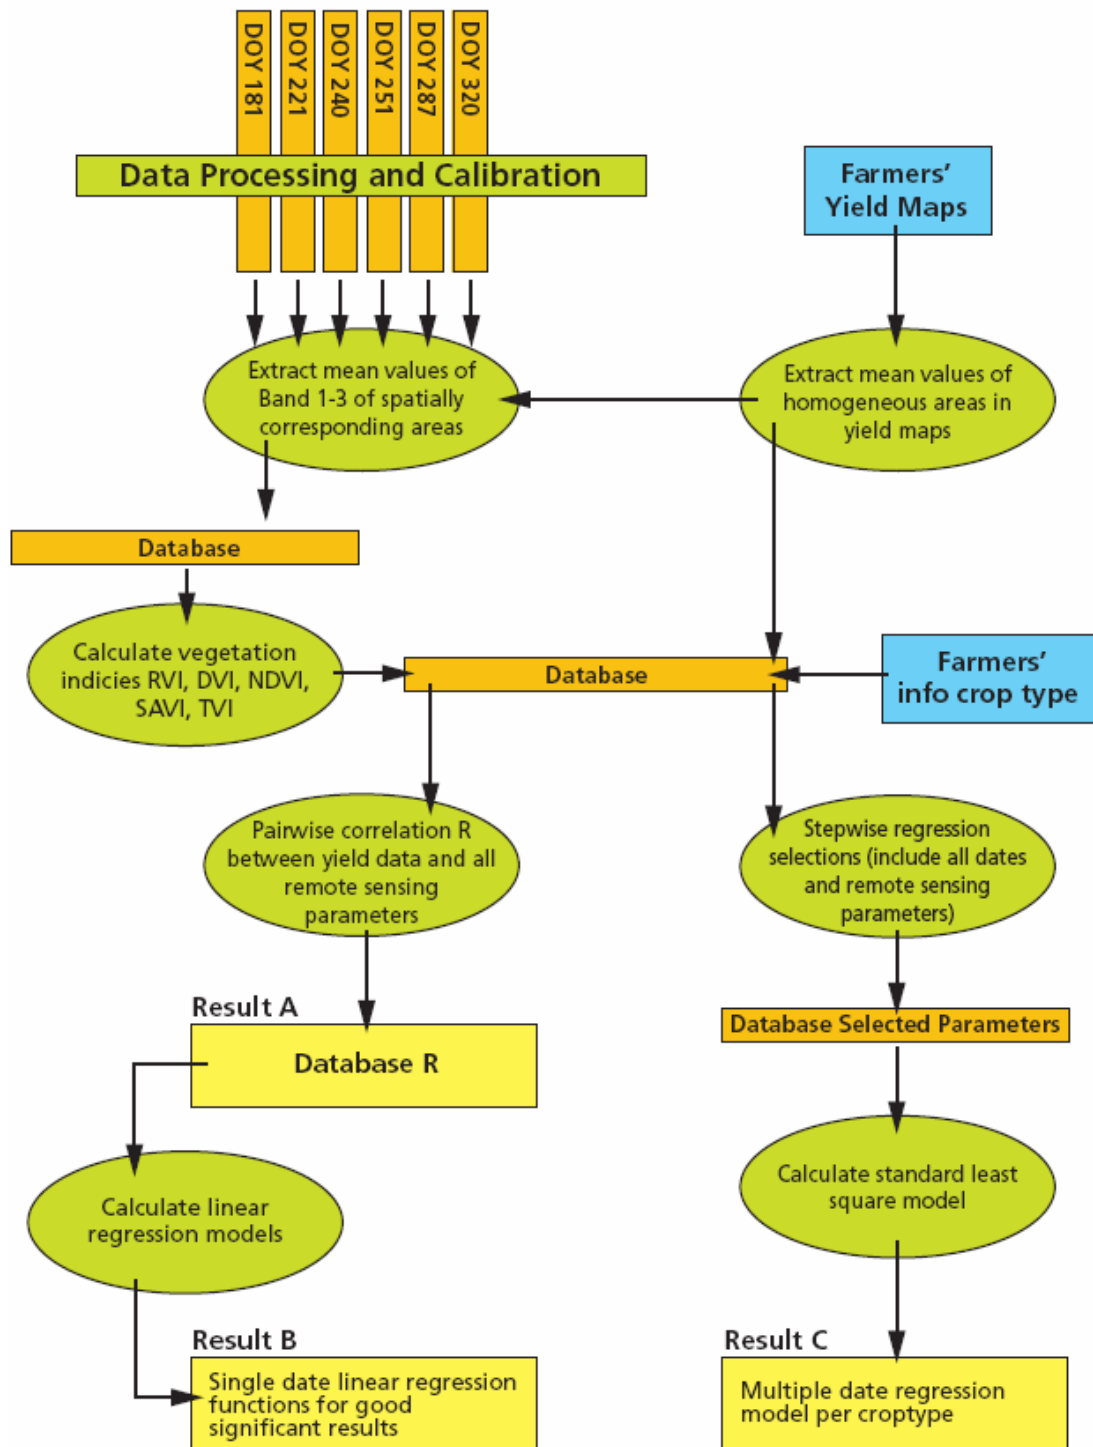 DOY 181
DOY 221
DOY 240
DOY 251
DOY 287
DOY 320
Data Processing and Calibration
Farmers'
Yield Maps
Extract mean values of
Band 1-3 of spatially
corresponding areas
Extract mean values of
homogeneous areas in
yield maps
Database
Calculate vegetation
indicies RVI, DVI, NDVI,
SAVI, TVI
Database
Farmers'
info crop type
Pairwise correlation R
between yield data and all
remote sensing
parameters
Stepwise regression
selections (include all dates
and remote sensing
parameters)
Result A
Database R
Database Selected Parameters
Calculate linear
regression models
Calculate standard least
square model
Result B
Single date linear regression
functions for good
significant results
Result C
Multiple date regression
model per croptype